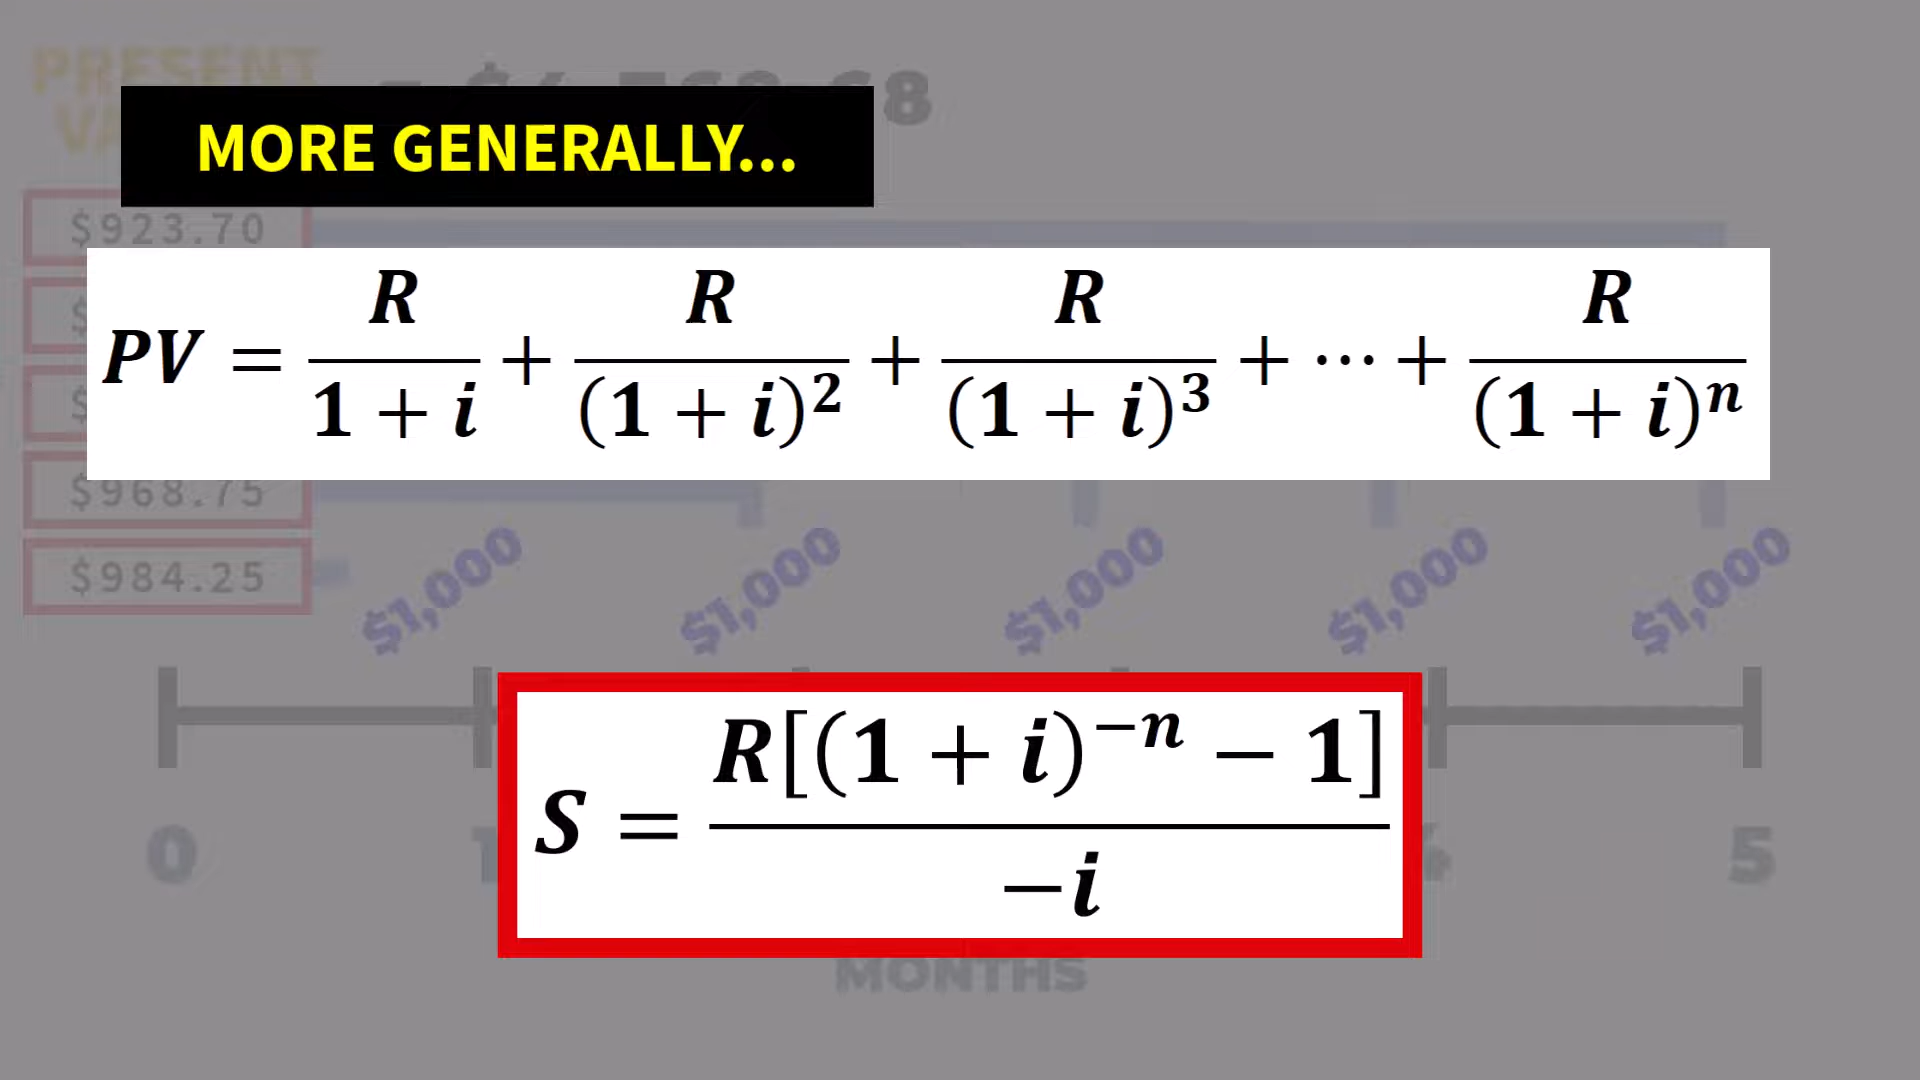 PRESENT
MORE GENERALLY...
$923.70
PV = R/(1 + i) + R/(1 + i)² + R/(1 + i)³ + ⋯ + R/(1 + i)ⁿ
$968.75
$984.25
$1,000 $1,000 $1,000 $1,000 $1,000
S = R[(1 + i)⁻ⁿ − 1]/−i
0 5
MONTHS